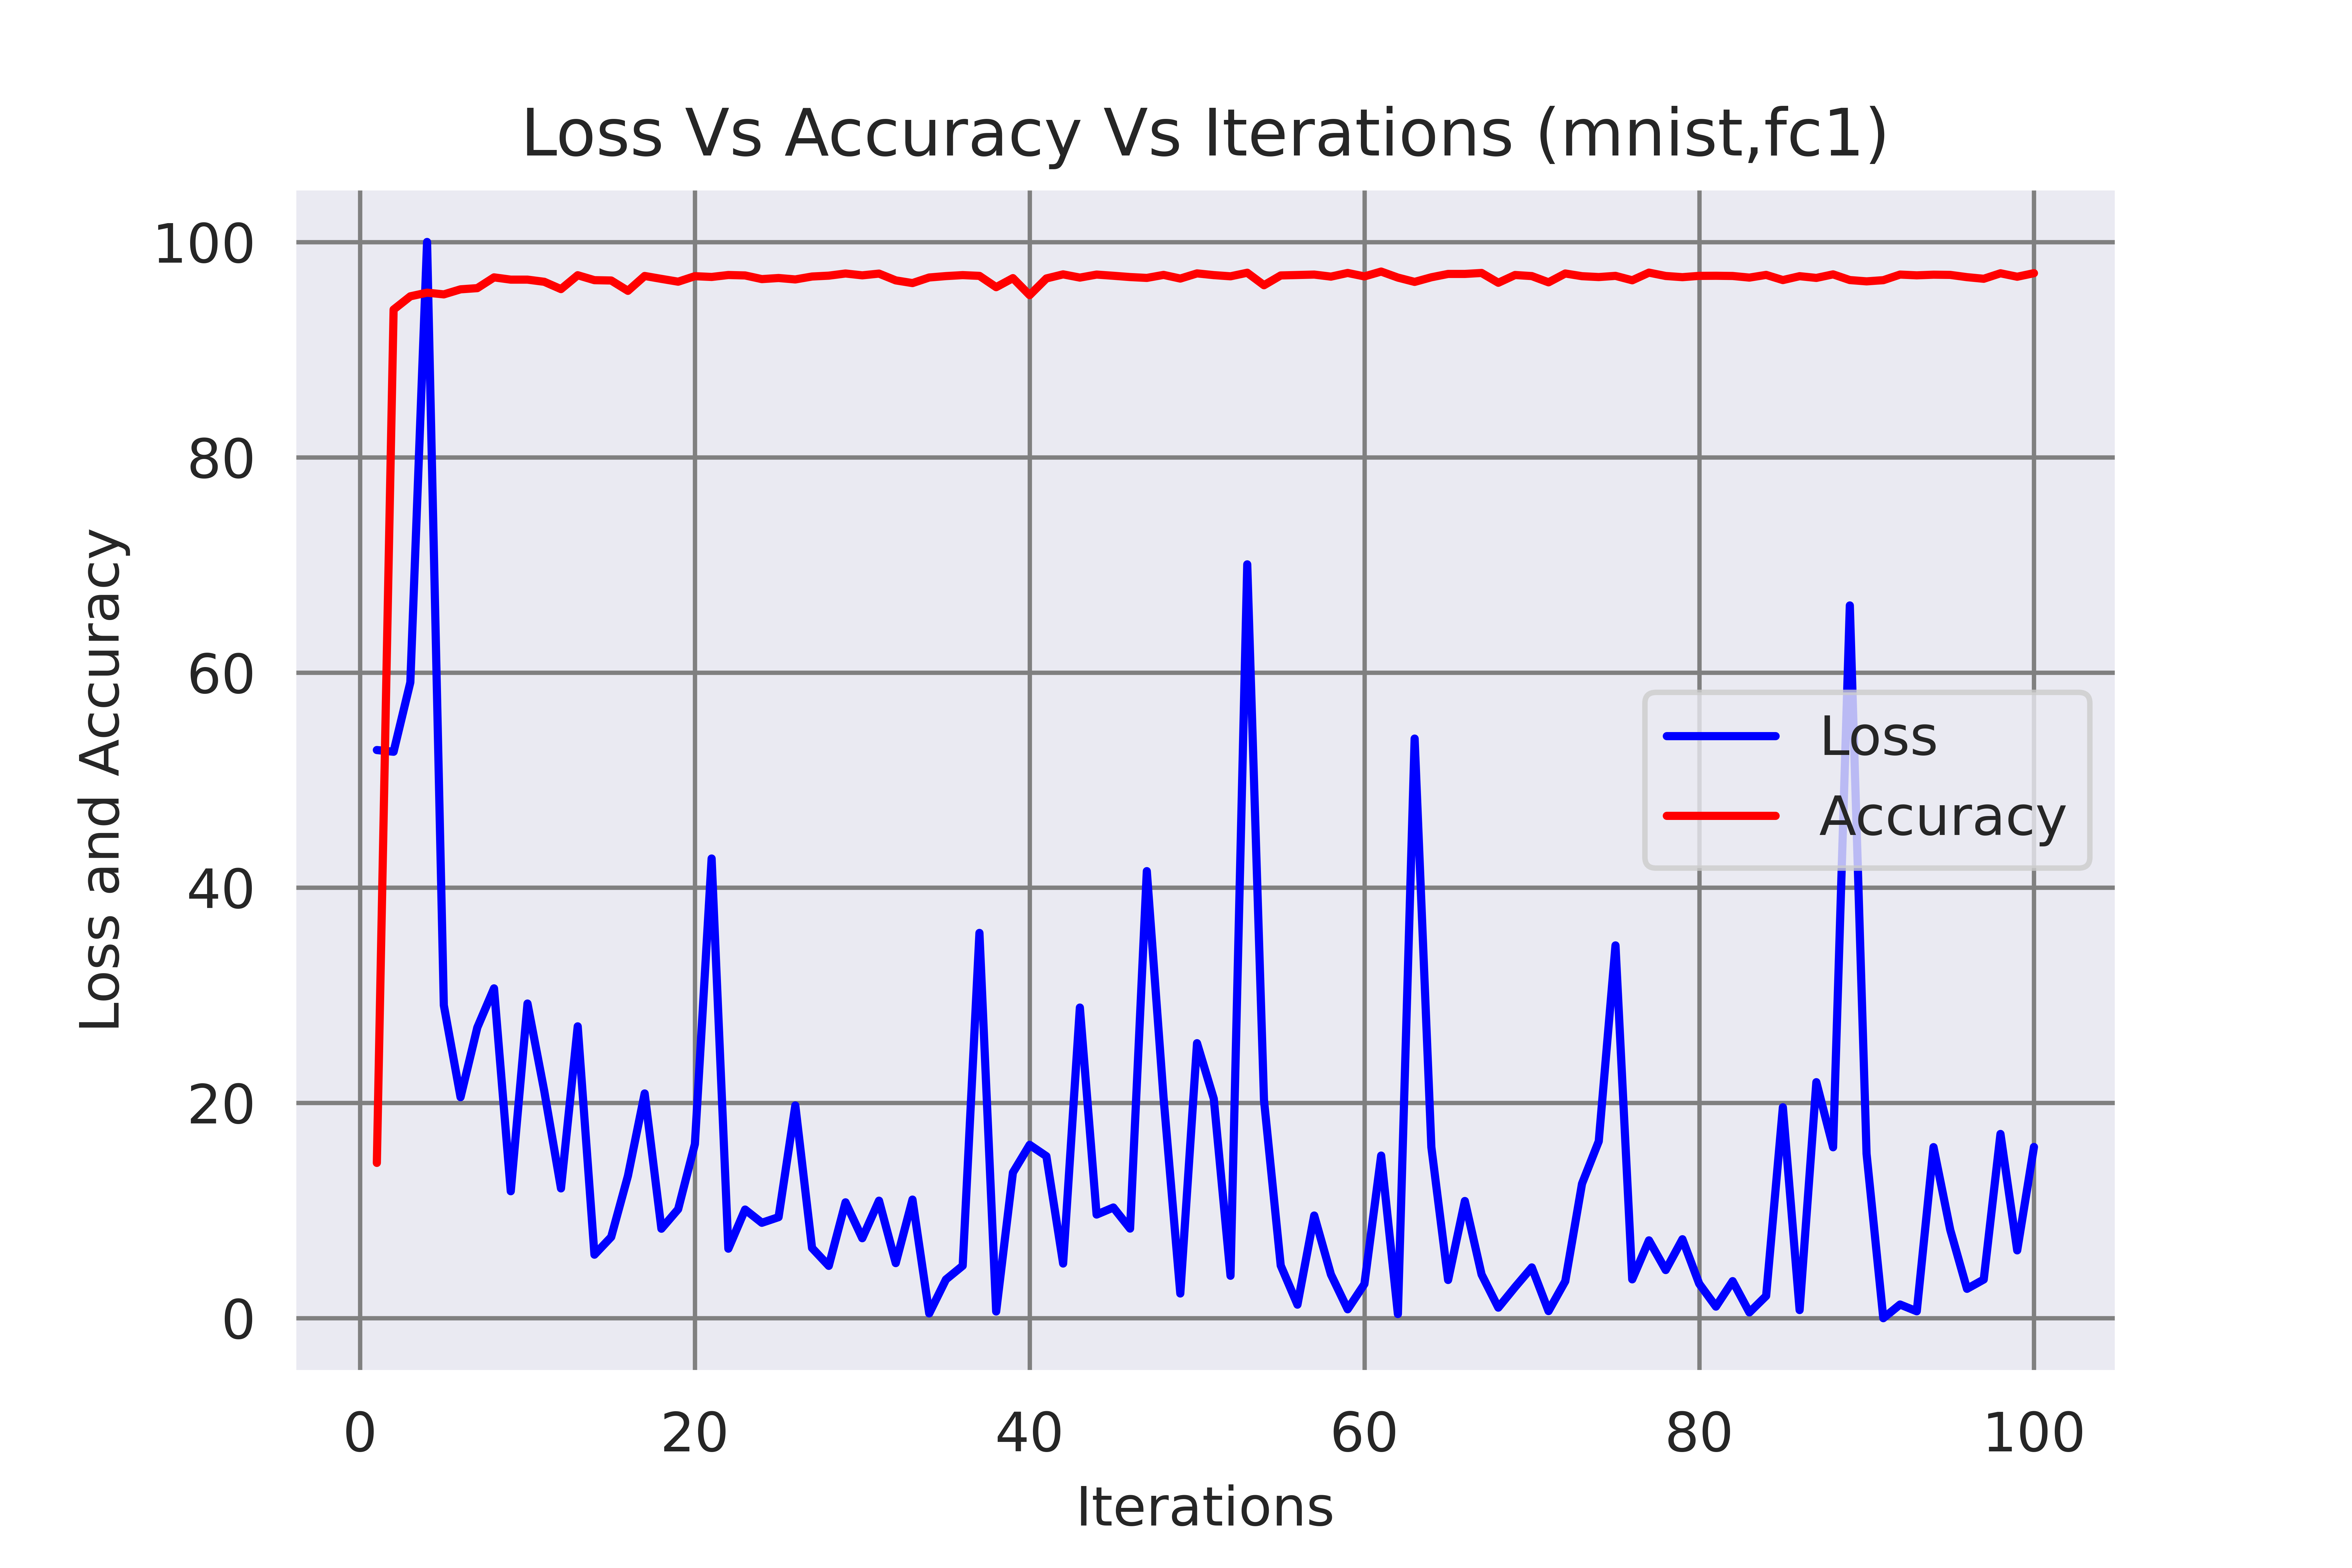 Loss Vs Accuracy Vs Iterations (mnist,fc1)
Loss and Accuracy
100
80
60
40
20
0
Loss
Accuracy
0 20 40 60 80 100
Iterations